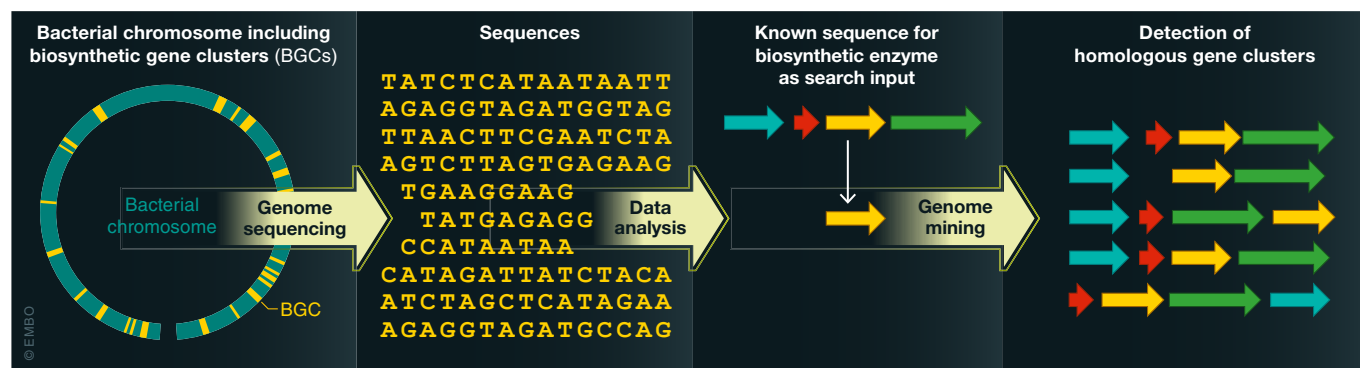 Bacterial chromosome including
biosynthetic gene clusters (BGCs)
Bacterial
chromosome
Genome
sequencing
BGC
© EMBO
Sequences
TATCTCATAATAATT
AGAGGTAGATGGTAG
TTAACTTCGAATCTA
AGTCTTAGTGAGAAG
TGAAGGAAG
TATGAGAGG
CCATAATAA
CATAGATTATCTACA
ATCTAGCTCATAGAA
AGAGGTAGATGCCAG
Data
analysis
Known sequence for
biosynthetic enzyme
as search input
Genome
mining
Detection of
homologous gene clusters